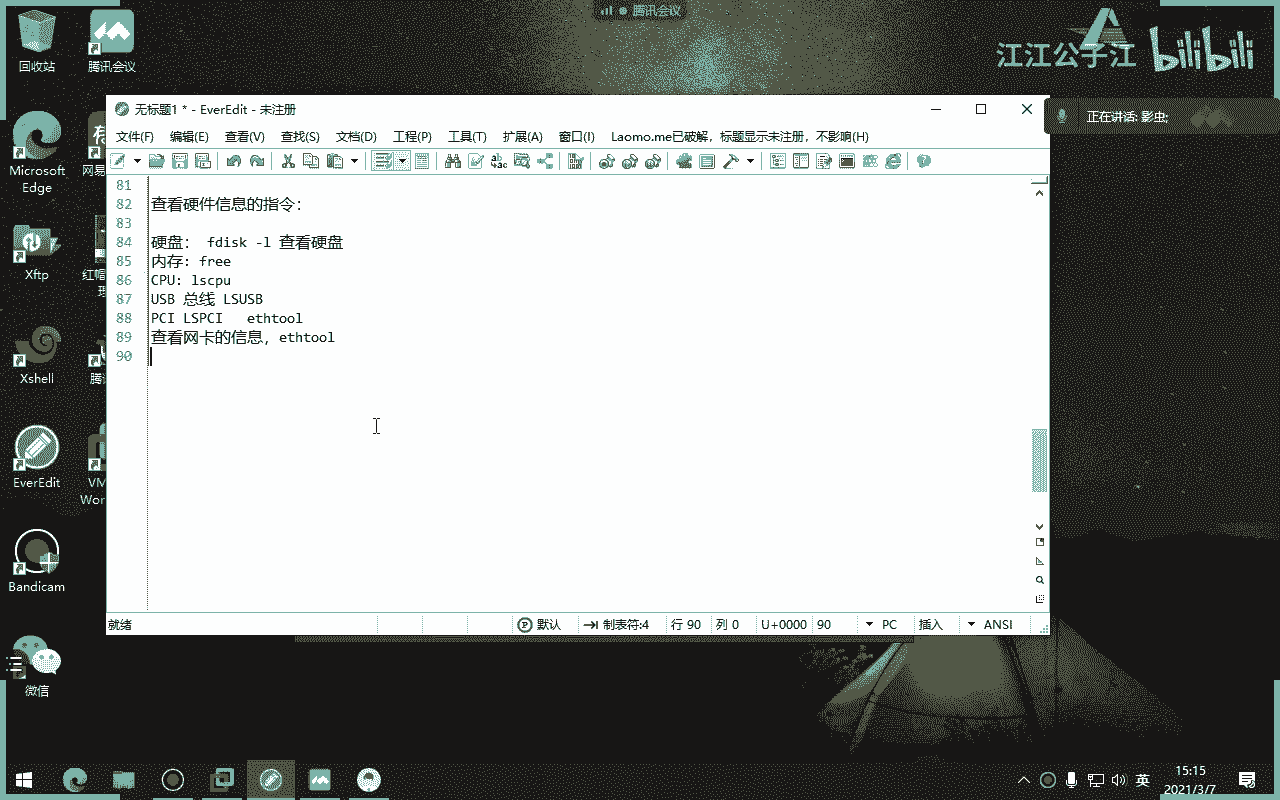 腾讯会议
江江公子江 bilibili
回收站
腾讯会议
Microsoft Edge
网易
Xftp
红帽
Xshell
腾讯
EverEdit
VM
Wor
Bandicam
微信
无标题1 * - EverEdit - 未注册
正在讲话: 影虫;
文件(F) 编辑(E) 查看(V) 查找(S) 文档(D) 工程(P) 工具(T) 扩展(A) 窗口(I) Laomo.me已破解，标题显示未注册，不影响(H)
81
82 查看硬件信息的指令:
83
84 硬盘: fdisk -l 查看硬盘
85 内存: free
86 CPU: lscpu
87 USB 总线 LSUSB
88 PCI LSPCI ethtool
89 查看网卡的信息, ethtool
90
就绪 默认 制表符:4 行 90 列 0 U+0000 90 PC 插入 ANSI
英
15:15
2021/3/7